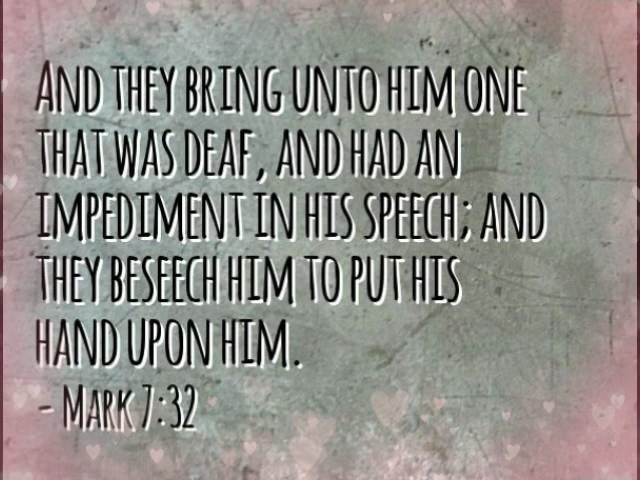 And they bring unto him one
that was deaf, and had an
impediment in his speech; and
they beseech him to put his
hand upon him.
- Mark 7:32